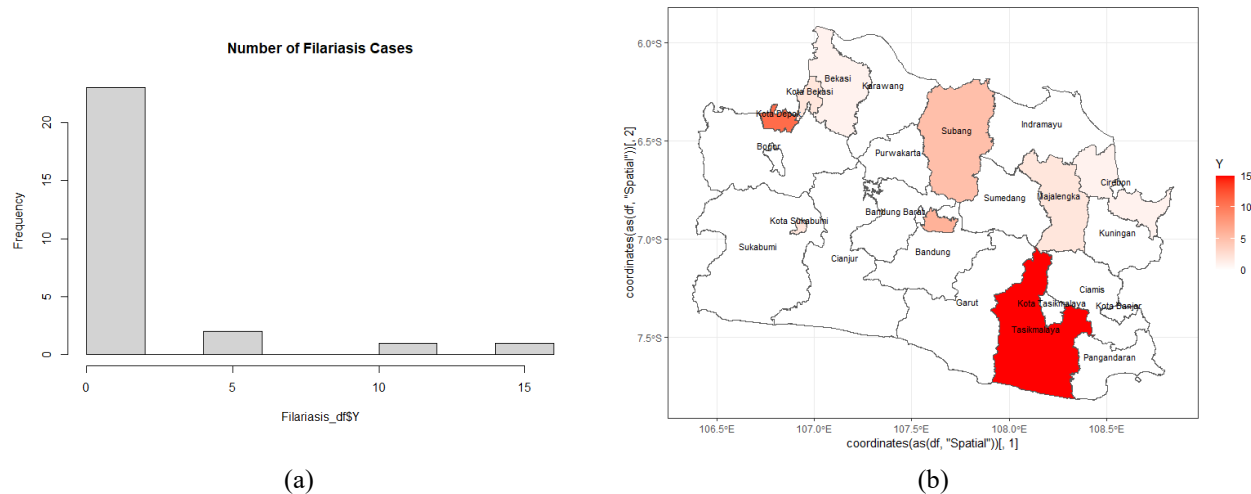 Number of Filariasis Cases
Frequency
20
15
10
5
0
0
5
10
15
Filariasis_df$Y
(a)
coordinates(as(df, "Spatial"))[, 2]
6.0°S
6.5°S
7.0°S
7.5°S
Bekasi
Kota Bekasi
Karawang
Kota Depok
Subang
Indramayu
Bogor
Purwakarta
Cirebon
Majalengka
Sumedang
Bandung Barat
Kota Sukabumi
Kuningan
Sukabumi
Cianjur
Bandung
Ciamis
Garut
Kota Tasikmalaya
Kota Banjar
Tasikmalaya
Pangandaran
106.5°E
107.0°E
107.5°E
108.0°E
108.5°E
coordinates(as(df, "Spatial"))[, 1]
Y
15
10
5
0
(b)